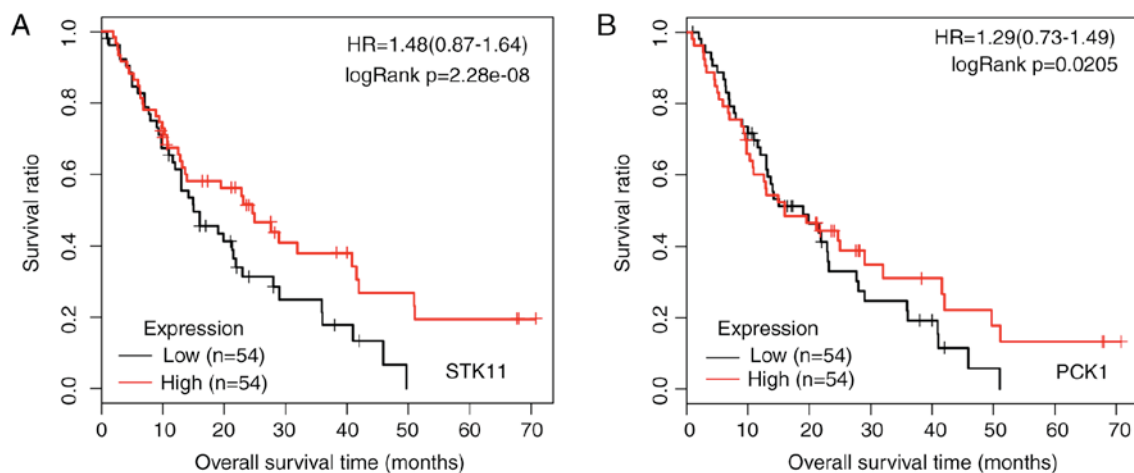 A
HR=1.48(0.87-1.64)
logRank p=2.28e-08
Survival ratio
1.0
0.8
0.6
0.4
0.2
0.0
Expression
Low (n=54)
High (n=54)
STK11
0 10 20 30 40 50 60 70
Overall survival time (months)
B
HR=1.29(0.73-1.49)
logRank p=0.0205
Survival ratio
1.0
0.8
0.6
0.4
0.2
0.0
Expression
Low (n=54)
High (n=54)
PCK1
0 10 20 30 40 50 60 70
Overall survival time (months)